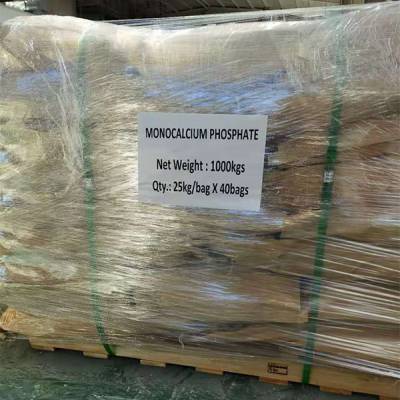 MONOCALCIUM PHOSPHATE
Net Weight : 1000kgs
Qty.: 25kg/bag X 40bags